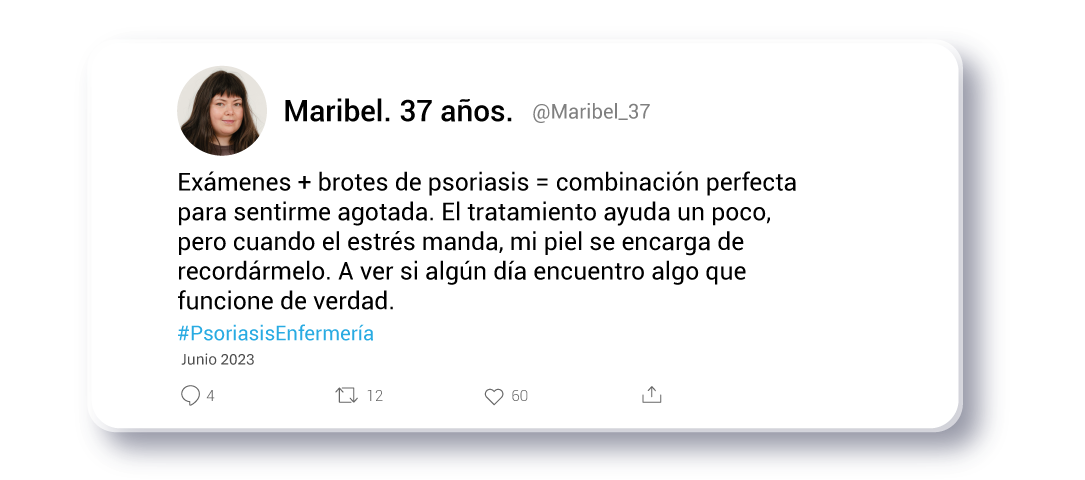 Maribel. 37 años. @Maribel_37
Exámenes + brotes de psoriasis = combinación perfecta
para sentirme agotada. El tratamiento ayuda un poco,
pero cuando el estrés manda, mi piel se encarga de
recordármelo. A ver si algún día encuentro algo que
funcione de verdad.
#PsoriasisEnfermería
Junio 2023
4 12 60